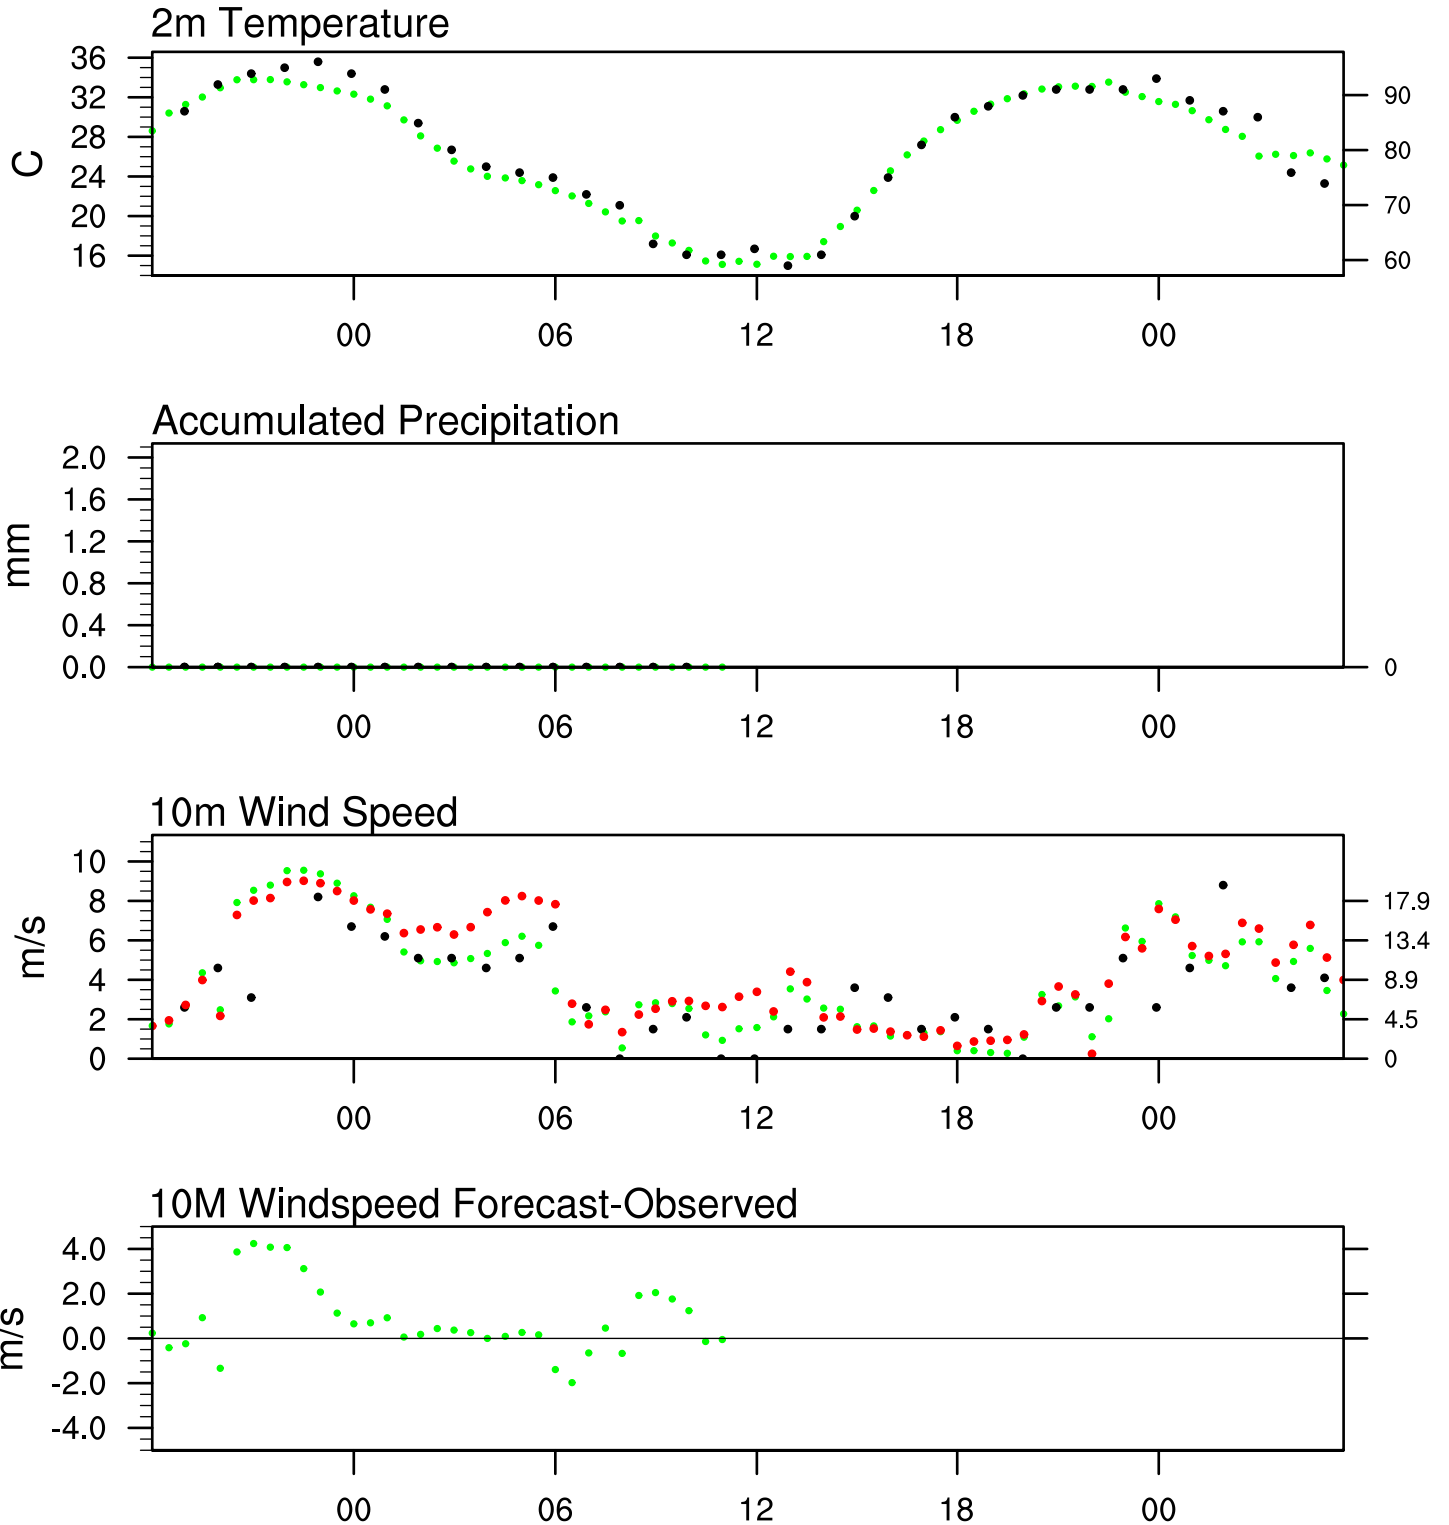 2m Temperature
36
32
28
24
20
16
C
90
80
70
60
00 06 12 18 00
Accumulated Precipitation
2.0
1.6
1.2
0.8
0.4
0.0
mm
0
00 06 12 18 00
10m Wind Speed
10
8
6
4
2
0
m/s
17.9
13.4
8.9
4.5
0
00 06 12 18 00
10M Windspeed Forecast-Observed
4.0
2.0
0.0
-2.0
-4.0
m/s
00 06 12 18 00